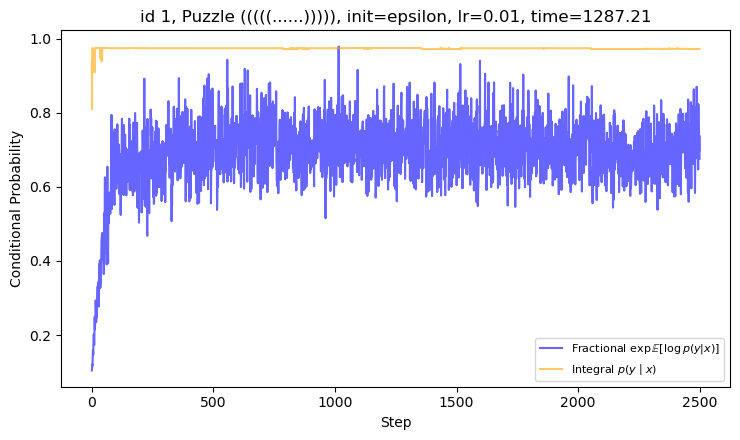 id 1, Puzzle (((((......))))), init=epsilon, lr=0.01, time=1287.21
Conditional Probability
1.0
0.8
0.6
0.4
0.2
0
500
1000
1500
2000
2500
Step
Fractional exp 𝔼[log p(y|x)]
Integral p(y | x)